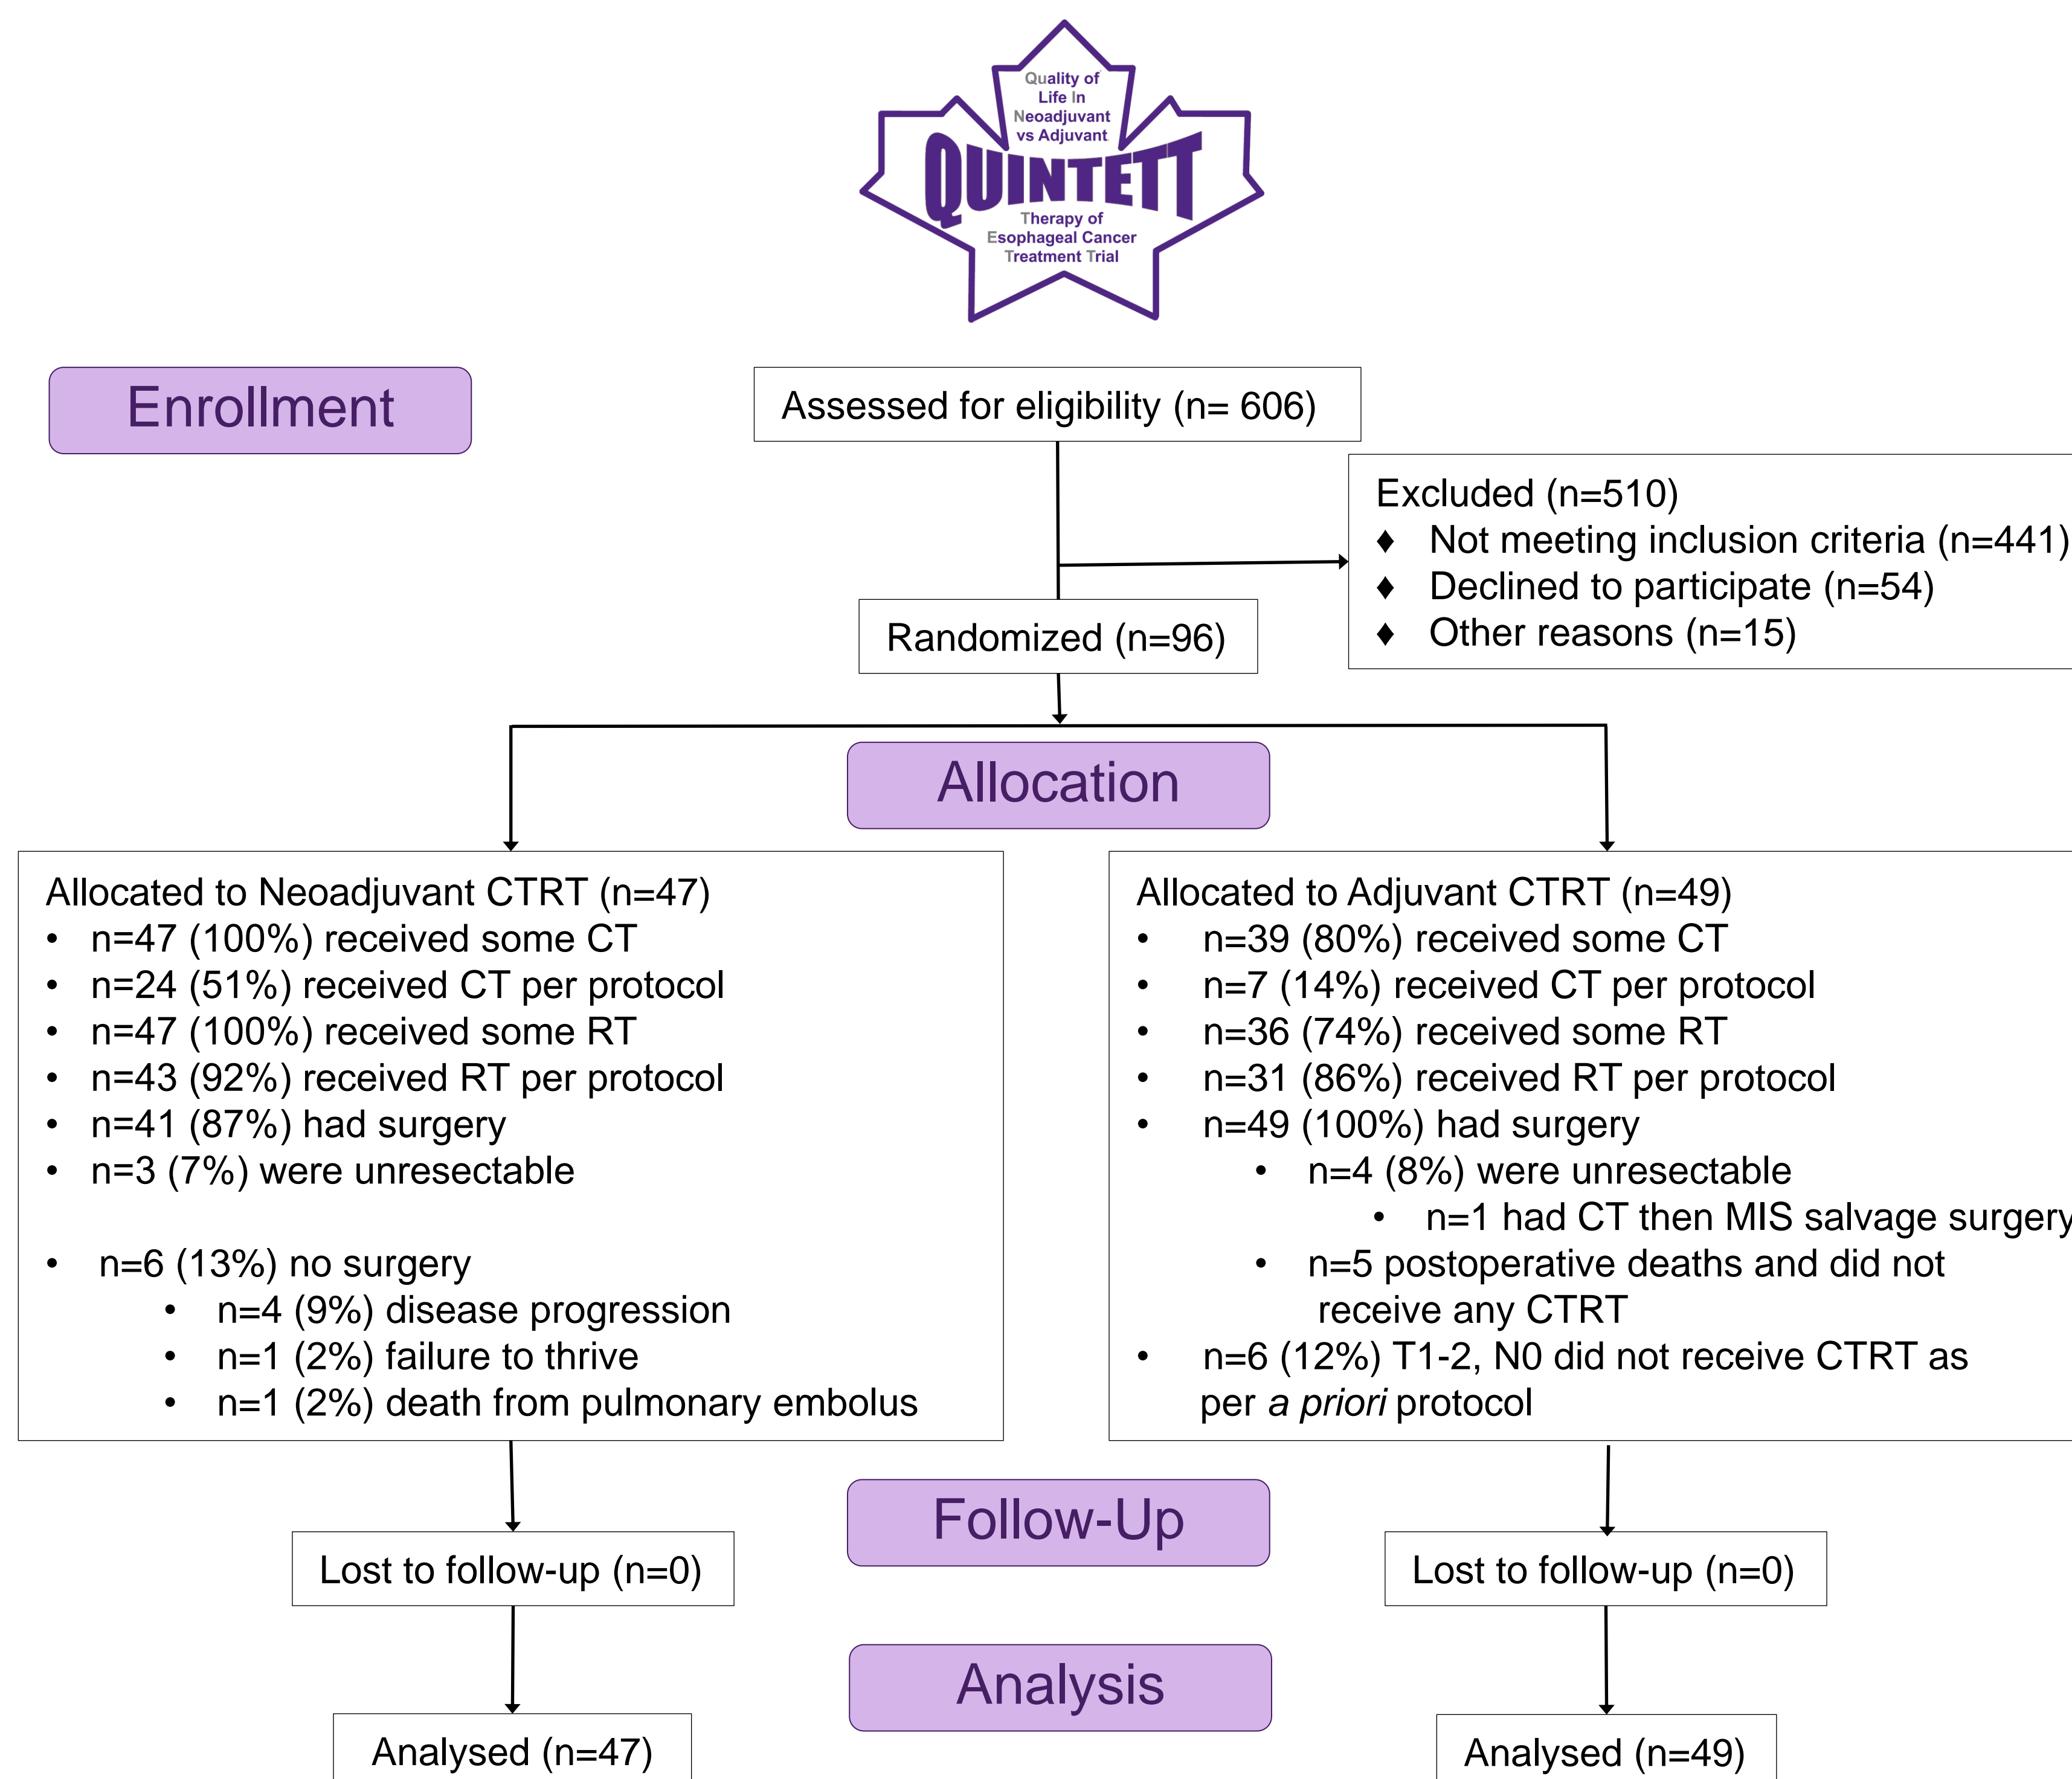 Quality of
Life In
Neoadjuvant
vs Adjuvant
QUINTETT
Therapy of
Esophageal Cancer
Treatment Trial
Enrollment
Assessed for eligibility (n= 606)
Excluded (n=510)
♦ Not meeting inclusion criteria (n=441)
♦ Declined to participate (n=54)
♦ Other reasons (n=15)
Randomized (n=96)
Allocation
Allocated to Neoadjuvant CTRT (n=47)
• n=47 (100%) received some CT
• n=24 (51%) received CT per protocol
• n=47 (100%) received some RT
• n=43 (92%) received RT per protocol
• n=41 (87%) had surgery
• n=3 (7%) were unresectable
• n=6 (13%) no surgery
• n=4 (9%) disease progression
• n=1 (2%) failure to thrive
• n=1 (2%) death from pulmonary embolus
Allocated to Adjuvant CTRT (n=49)
• n=39 (80%) received some CT
• n=7 (14%) received CT per protocol
• n=36 (74%) received some RT
• n=31 (86%) received RT per protocol
• n=49 (100%) had surgery
• n=4 (8%) were unresectable
• n=1 had CT then MIS salvage surgery
• n=5 postoperative deaths and did not
receive any CTRT
• n=6 (12%) T1-2, N0 did not receive CTRT as
per a priori protocol
Follow-Up
Lost to follow-up (n=0)
Lost to follow-up (n=0)
Analysis
Analysed (n=47)
Analysed (n=49)